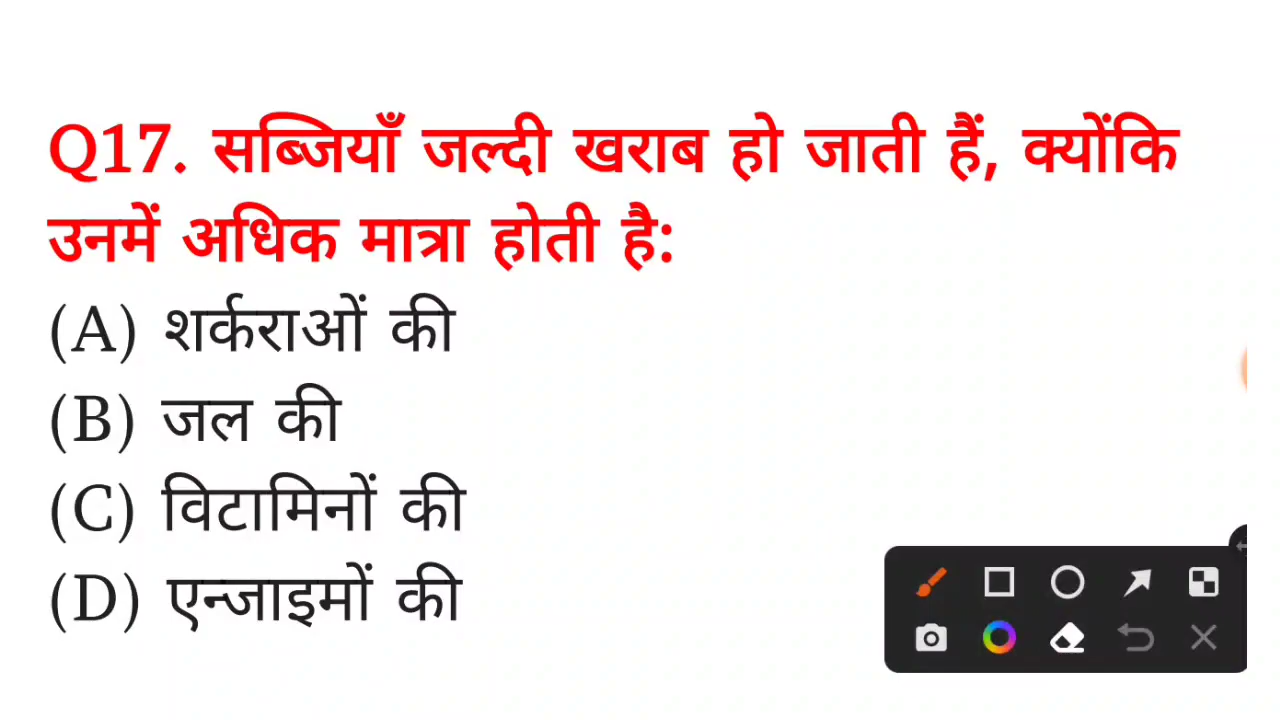 Q17. सब्जियाँ जल्दी खराब हो जाती हैं, क्योंकि
उनमें अधिक मात्रा होती है:
(A) शर्कराओं की
(B) जल की
(C) विटामिनों की
(D) एन्जाइमों की